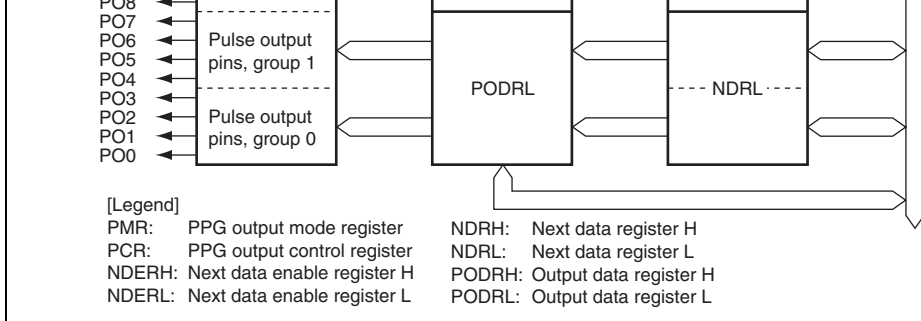 PO8
PO7
PO6
PO5
PO4
PO3
PO2
PO1
PO0
Pulse output
pins, group 1
Pulse output
pins, group 0
PODRL
NDRL
[Legend]
PMR: PPG output mode register
PCR: PPG output control register
NDERH: Next data enable register H
NDERL: Next data enable register L
NDRH: Next data register H
NDRL: Next data register L
PODRH: Output data register H
PODRL: Output data register L